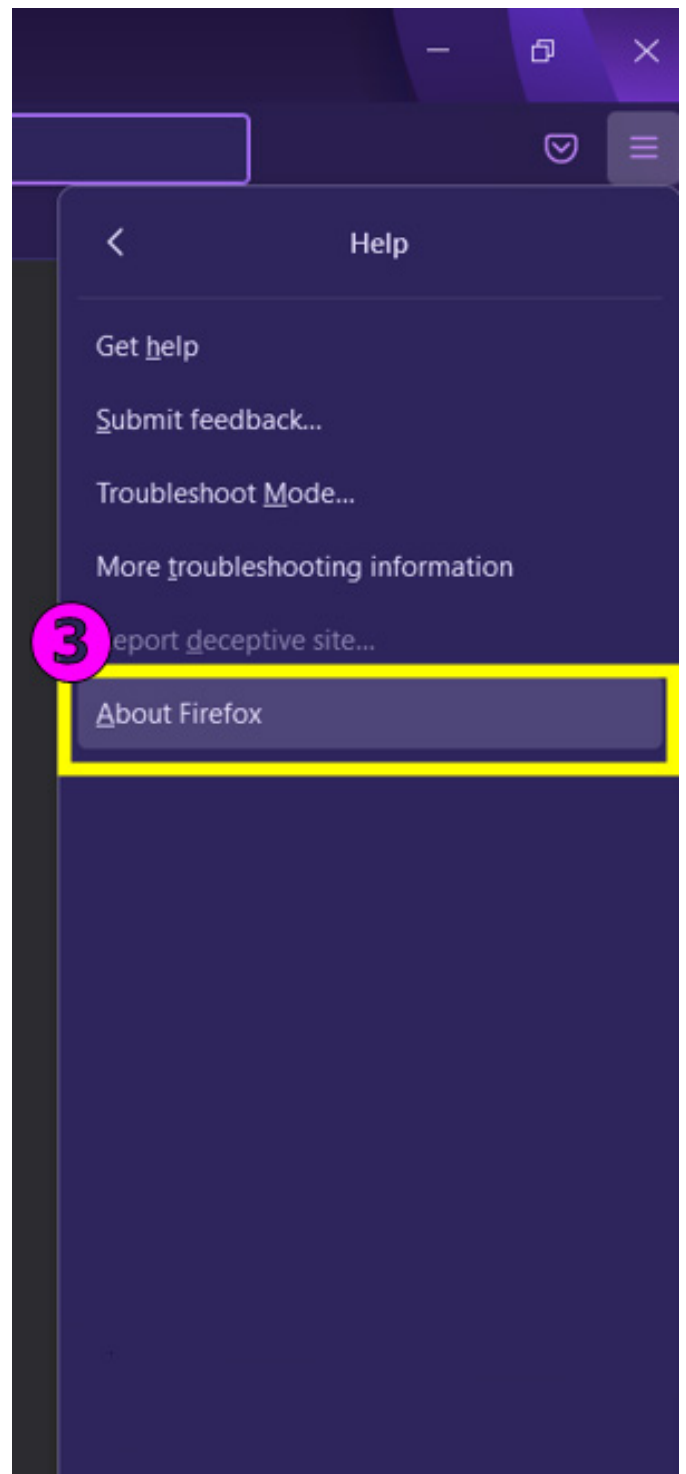 Help
Get help
Submit feedback...
Troubleshoot Mode...
More troubleshooting information
3
eport deceptive site...
About Firefox